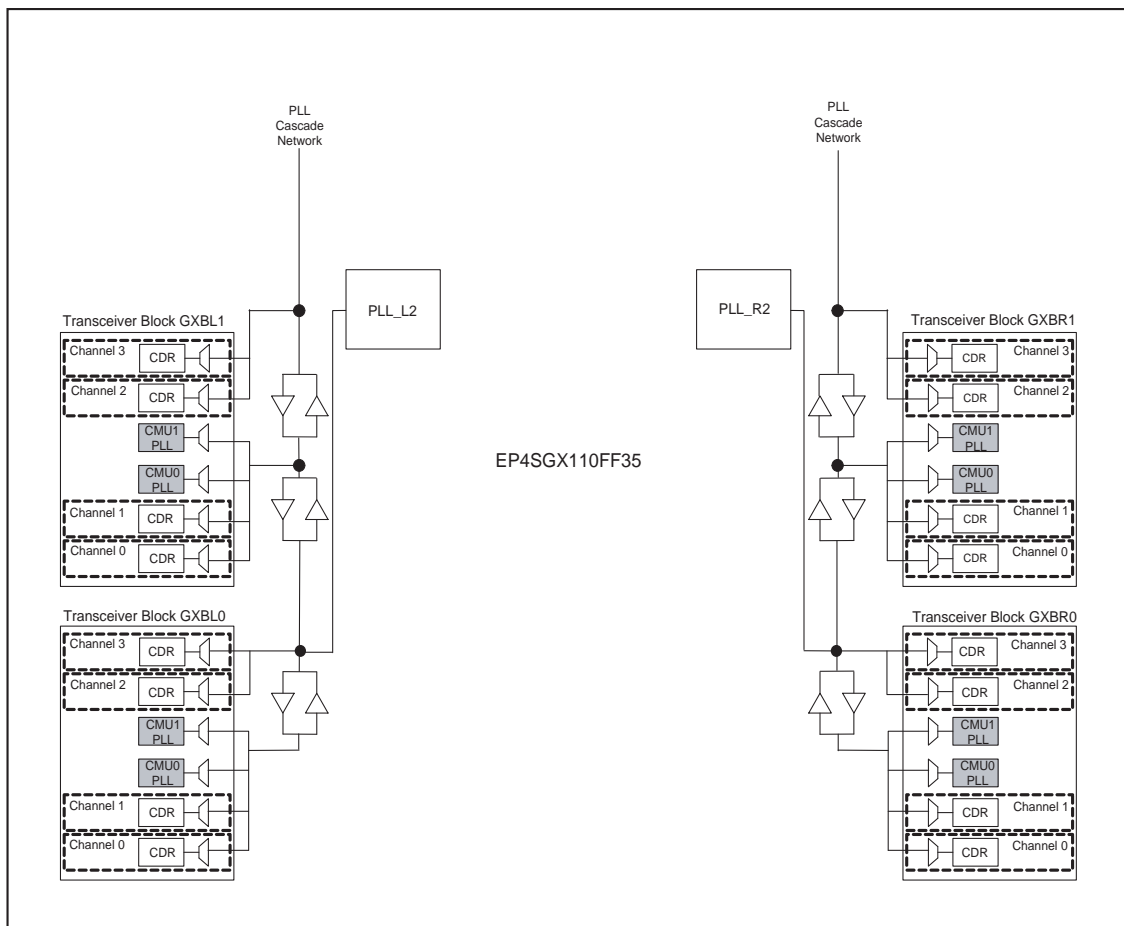 PLL
Cascade
Network
PLL
Cascade
Network
PLL_L2
PLL_R2
EP4SGX110FF35
Transceiver Block GXBL1
Channel 3
CDR
Channel 2
CDR
CMU1
PLL
CMU0
PLL
Channel 1
CDR
Channel 0
CDR
Transceiver Block GXBL0
Channel 3
CDR
Channel 2
CDR
CMU1
PLL
CMU0
PLL
Channel 1
CDR
Channel 0
CDR
Transceiver Block GXBR1
CDR
Channel 3
CDR
Channel 2
CMU1
PLL
CMU0
PLL
CDR
Channel 1
CDR
Channel 0
Transceiver Block GXBR0
CDR
Channel 3
CDR
Channel 2
CMU1
PLL
CMU0
PLL
CDR
Channel 1
CDR
Channel 0